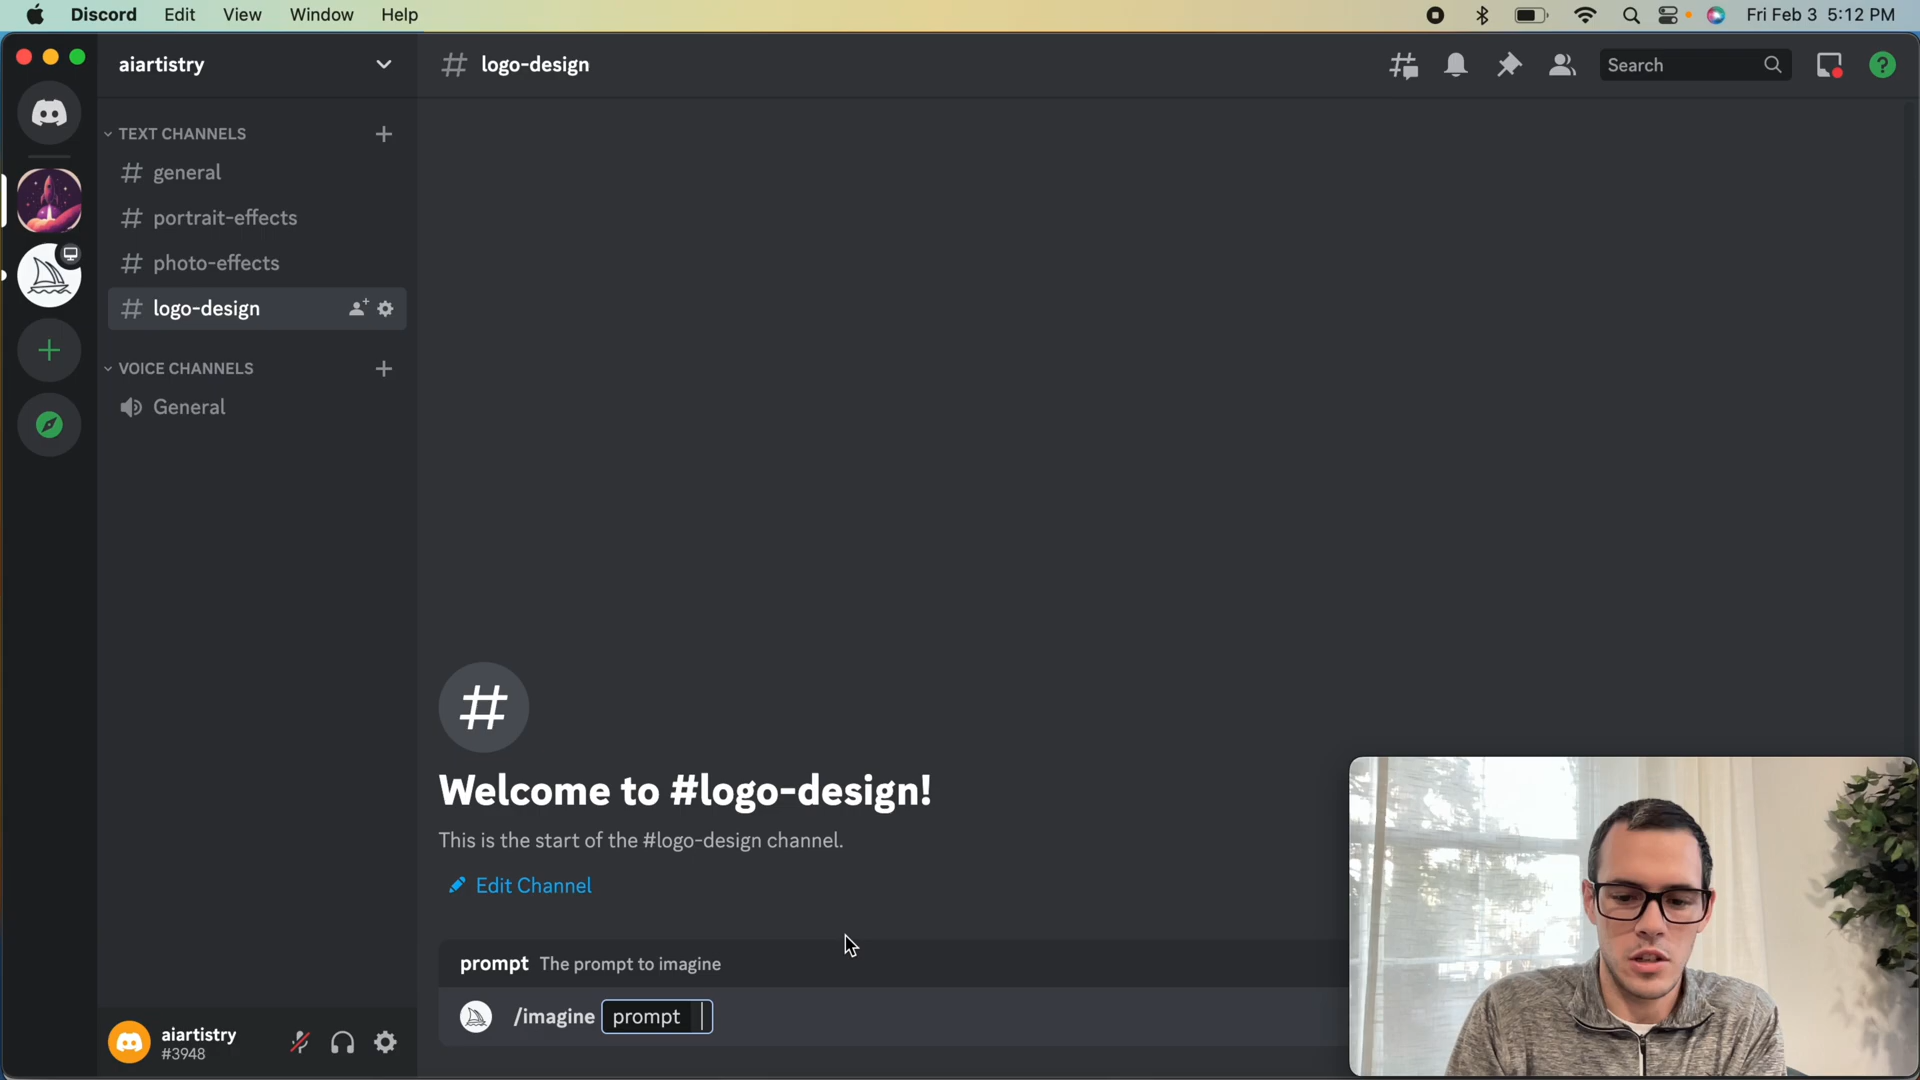 Discord Edit View Window Help
Fri Feb 3 5:12 PM
aiartistry
logo-design
Search
?
TEXT CHANNELS
general
portrait-effects
photo-effects
logo-design
VOICE CHANNELS
General
#
Welcome to #logo-design!
This is the start of the #logo-design channel.
Edit Channel
prompt The prompt to imagine
/imagine prompt
aiartistry
#3948